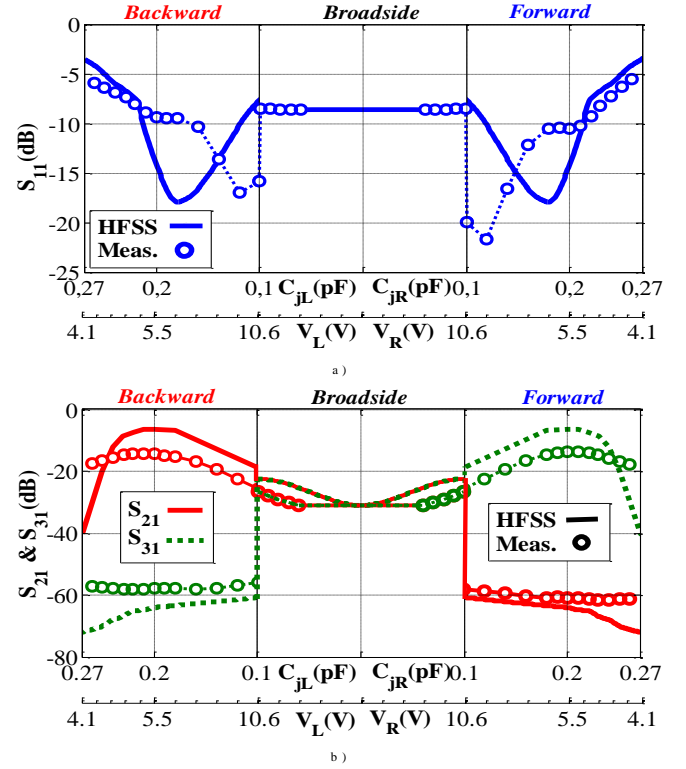 Backward Broadside Forward
0
-5
-10
-15
-20
-25
S11(dB)
HFSS
Meas.
0,27 0,2 0,1 CjL(pF) CjR(pF) 0,1 0,2 0,27
4.1 5.5 10.6 VL(V) VR(V) 10.6 5.5 4.1
a )
Backward Broadside Forward
0
-20
-40
-60
-80
S21 & S31(dB)
S21
S31
HFSS
Meas.
0.27 0.2 0.1 CjL(pF) CjR(pF) 0.1 0.2 0.27
4.1 5.5 10.6 VL(V) VR(V) 10.6 5.5 4.1
b )